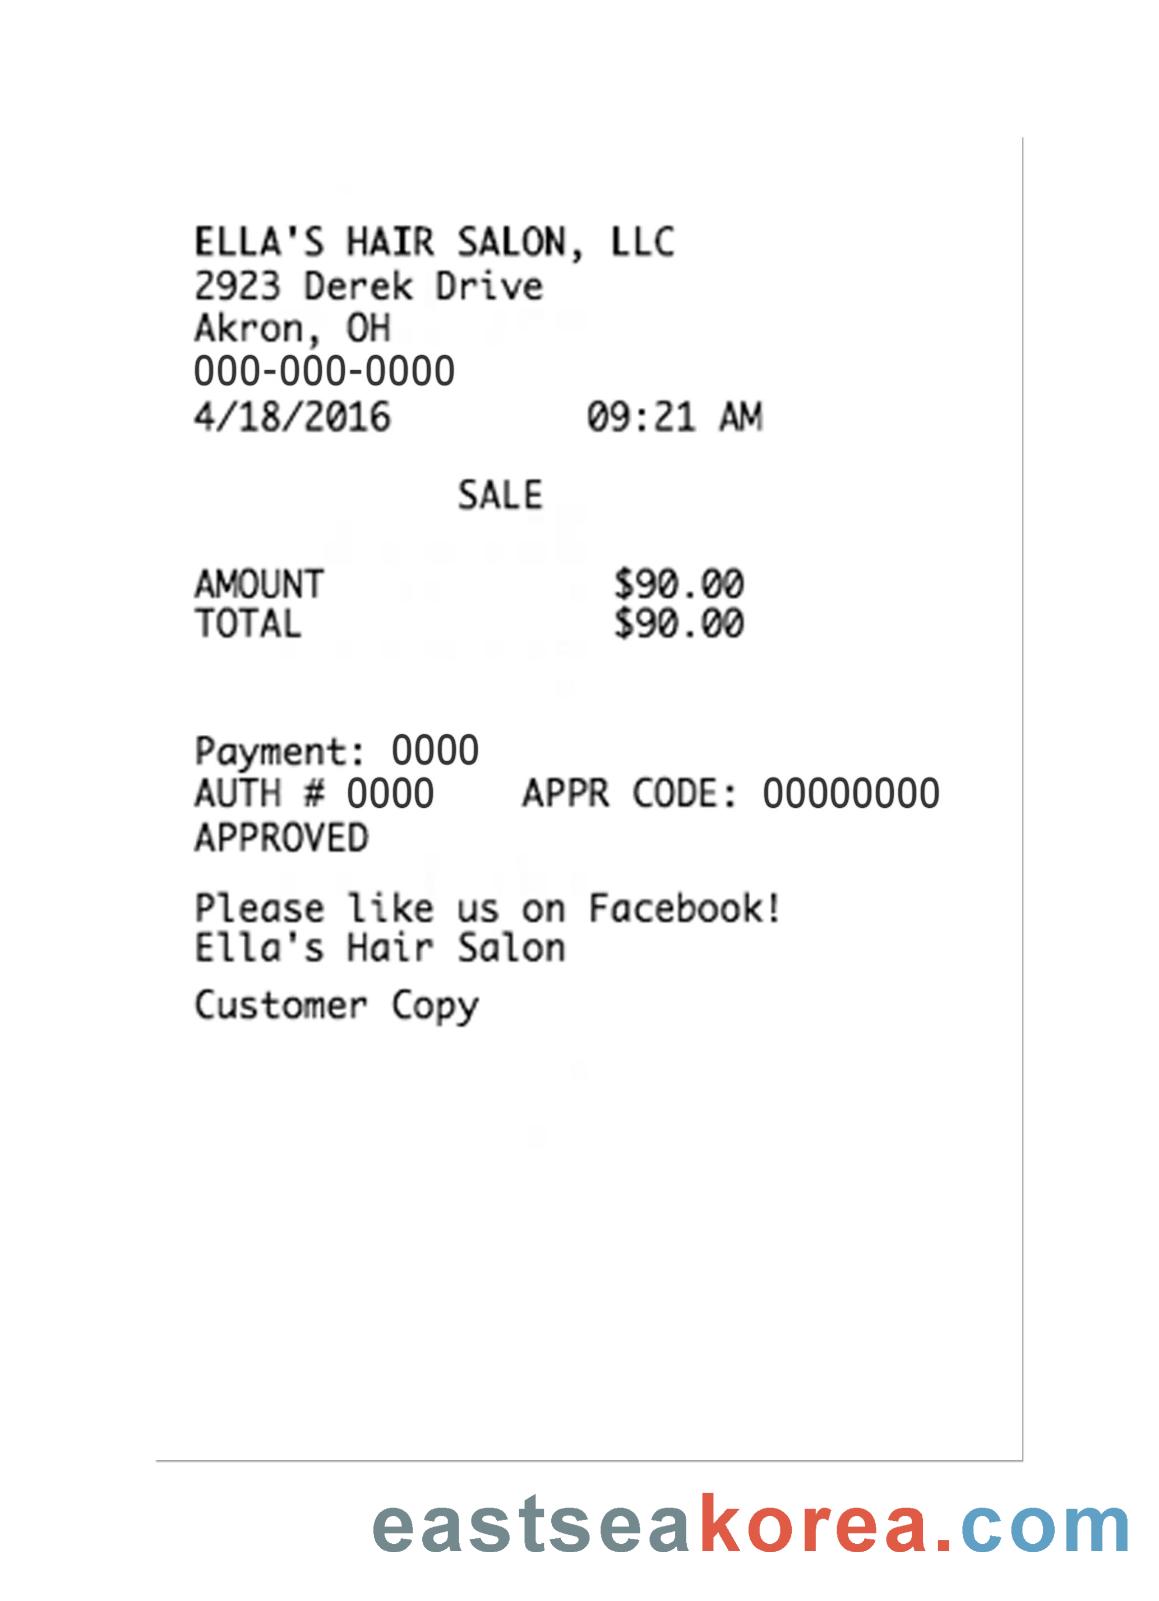 ELLA'S HAIR SALON, LLC
2923 Derek Drive
Akron, OH
000-000-0000
4/18/2016 09:21 AM
SALE
AMOUNT $90.00
TOTAL $90.00
Payment: 0000
AUTH # 0000 APPR CODE: 00000000
APPROVED
Please like us on Facebook!
Ella's Hair Salon
Customer Copy
eastseakorea.com